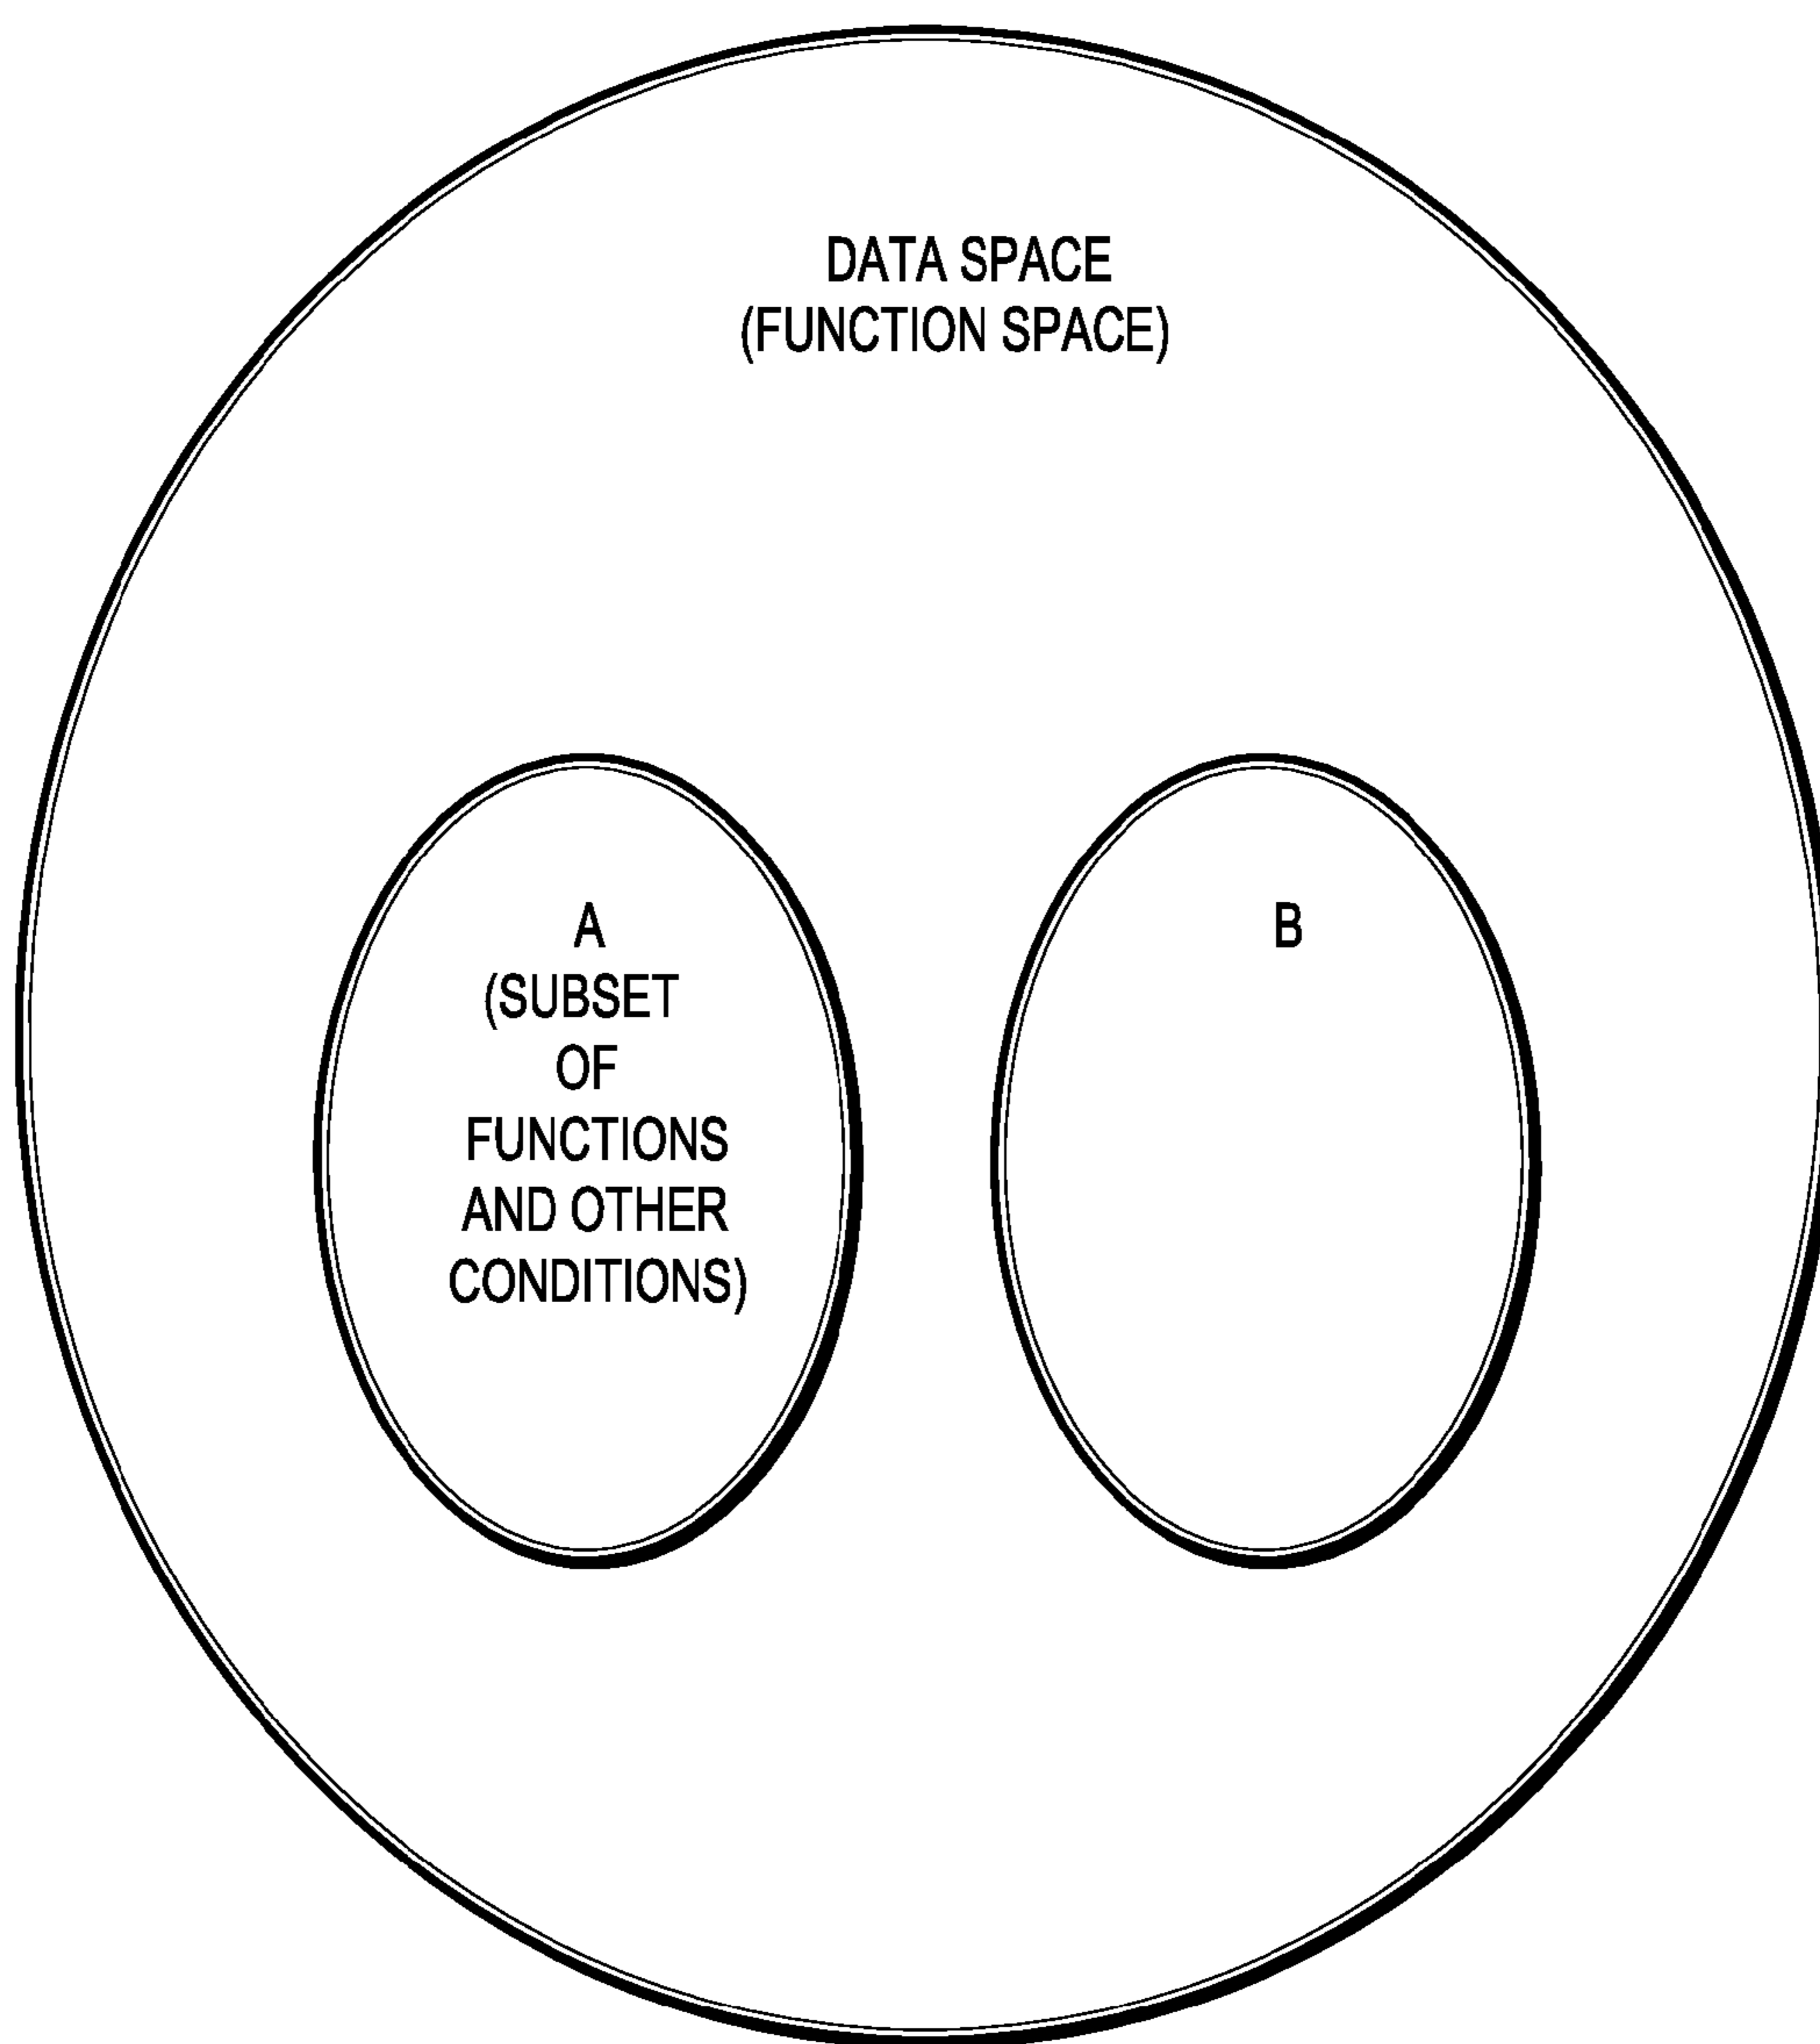 DATA SPACE
(FUNCTION SPACE)
A
(SUBSET
OF
FUNCTIONS
AND OTHER
CONDITIONS)
B